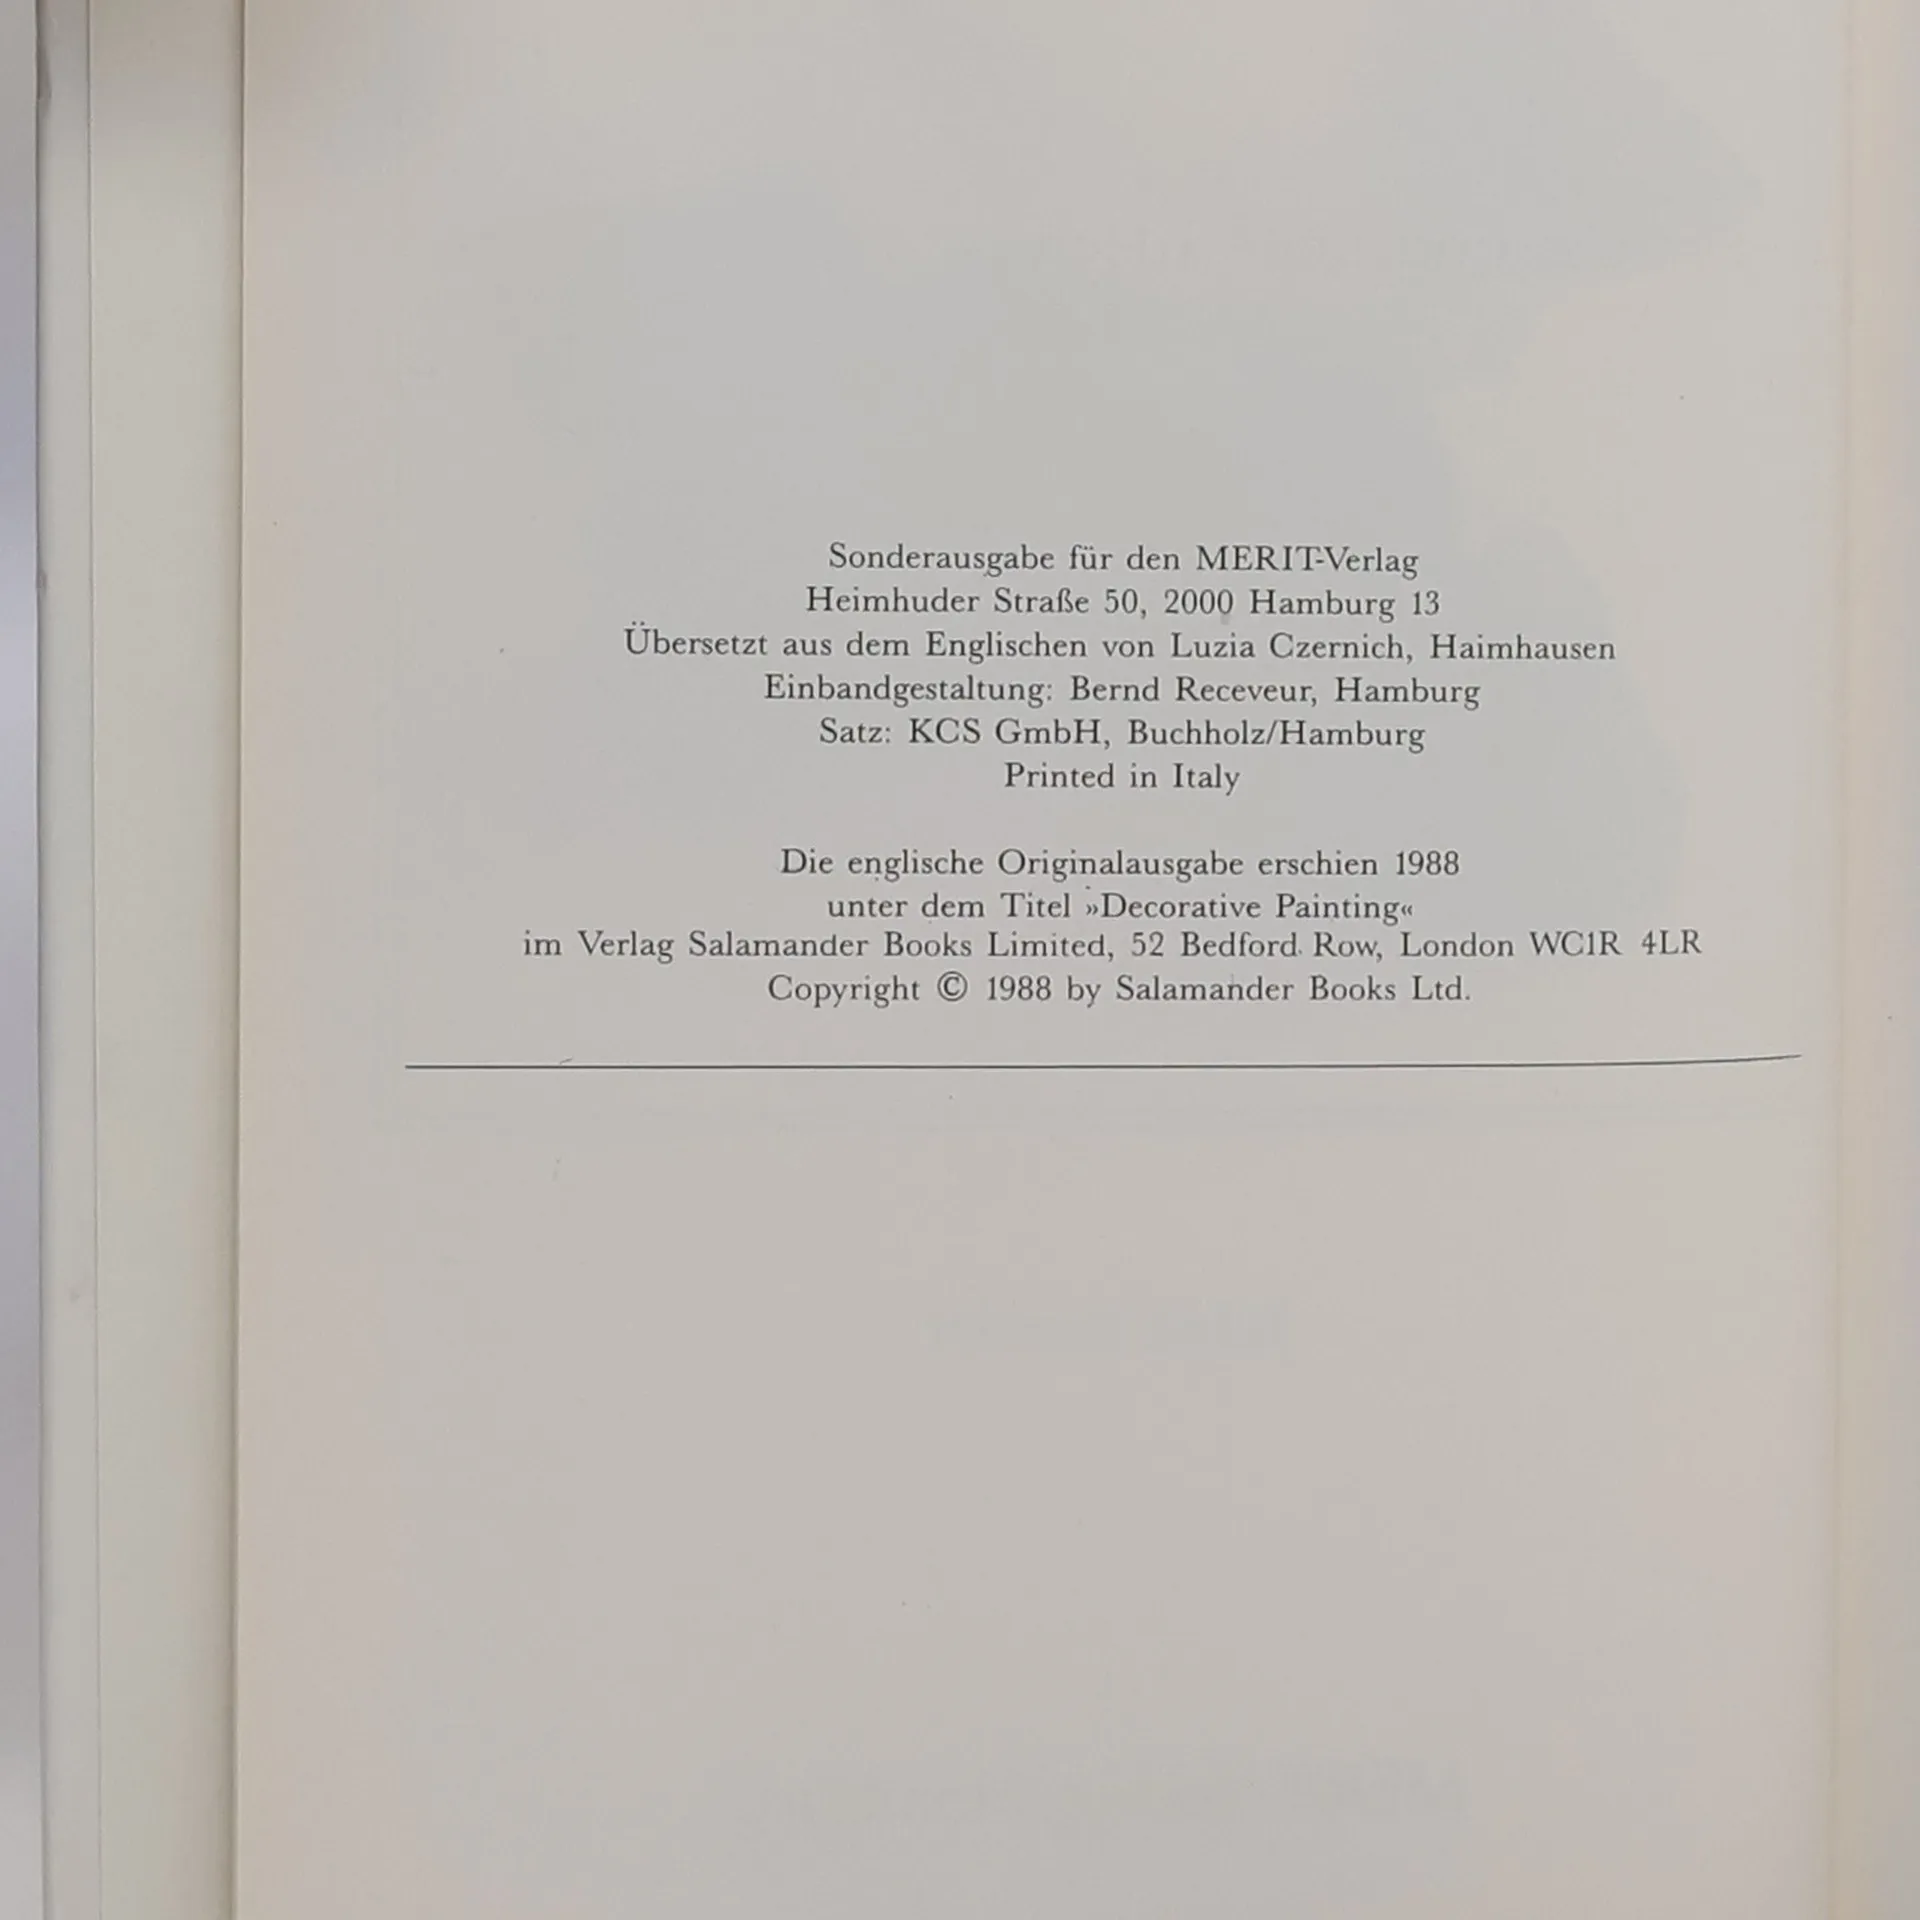 Sonderausgabe für den MERIT-Verlag
Heimhuder Straße 50, 2000 Hamburg 13
Übersetzt aus dem Englischen von Luzia Czernich, Haimhausen
Einbandgestaltung: Bernd Receveur, Hamburg
Satz: KCS GmbH, Buchholz/Hamburg
Printed in Italy
Die englische Originalausgabe erschien 1988
unter dem Titel »Decorative Painting«
im Verlag Salamander Books Limited, 52 Bedford Row, London WC1R 4LR
Copyright © 1988 by Salamander Books Ltd.